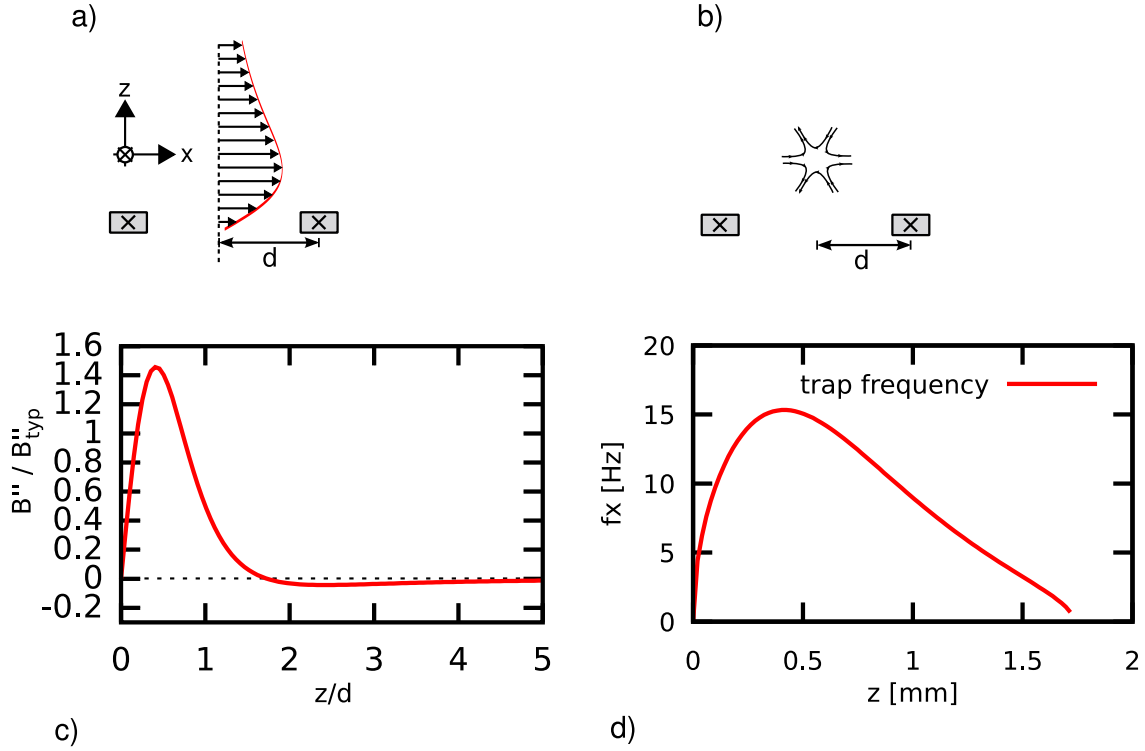 a)
b)
z
x
d
d
B'' / B''typ
1.6
1.4
1.2
1
0.8
0.6
0.4
0.2
0
-0.2
0 1 2 3 4 5
z/d
fx [Hz]
20
15
10
5
0
trap frequency
0 0.5 1 1.5 2
z [mm]
c)
d)